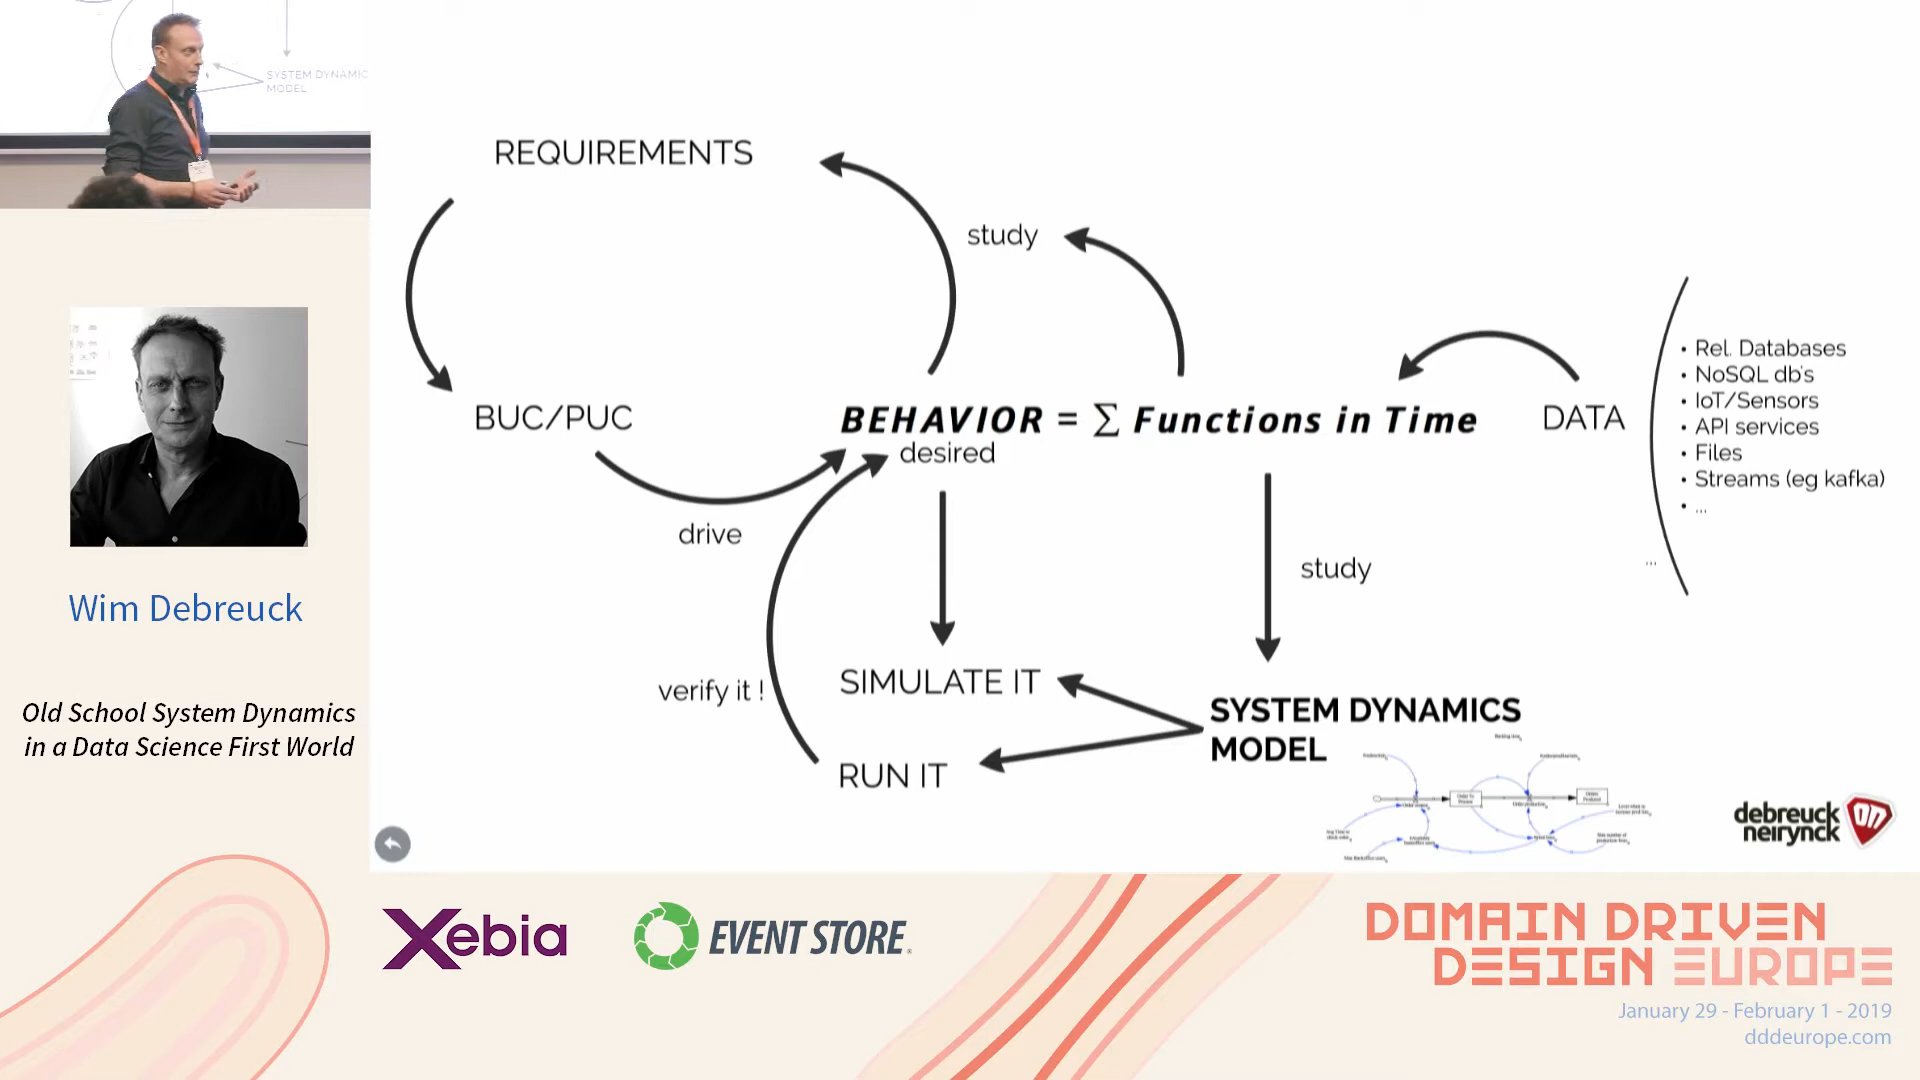 SYSTEM DYNAMIC
MODEL
REQUIREMENTS
study
BUC/PUC
BEHAVIOR = ∑ Functions in Time
desired
DATA
• Rel. Databases
• NoSQL db's
• IoT/Sensors
• API services
• Files
• Streams (eg kafka)
• ...
...
drive
study
verify it !
SIMULATE IT
RUN IT
SYSTEM DYNAMICS
MODEL
debreuck
neirynck
Wim Debreuck
Old School System Dynamics
in a Data Science First World
Xebia
EVENT STORE
DOMAIN DRIVEN
DESIGN EUROPE
January 29 - February 1 - 2019
dddeurope.com